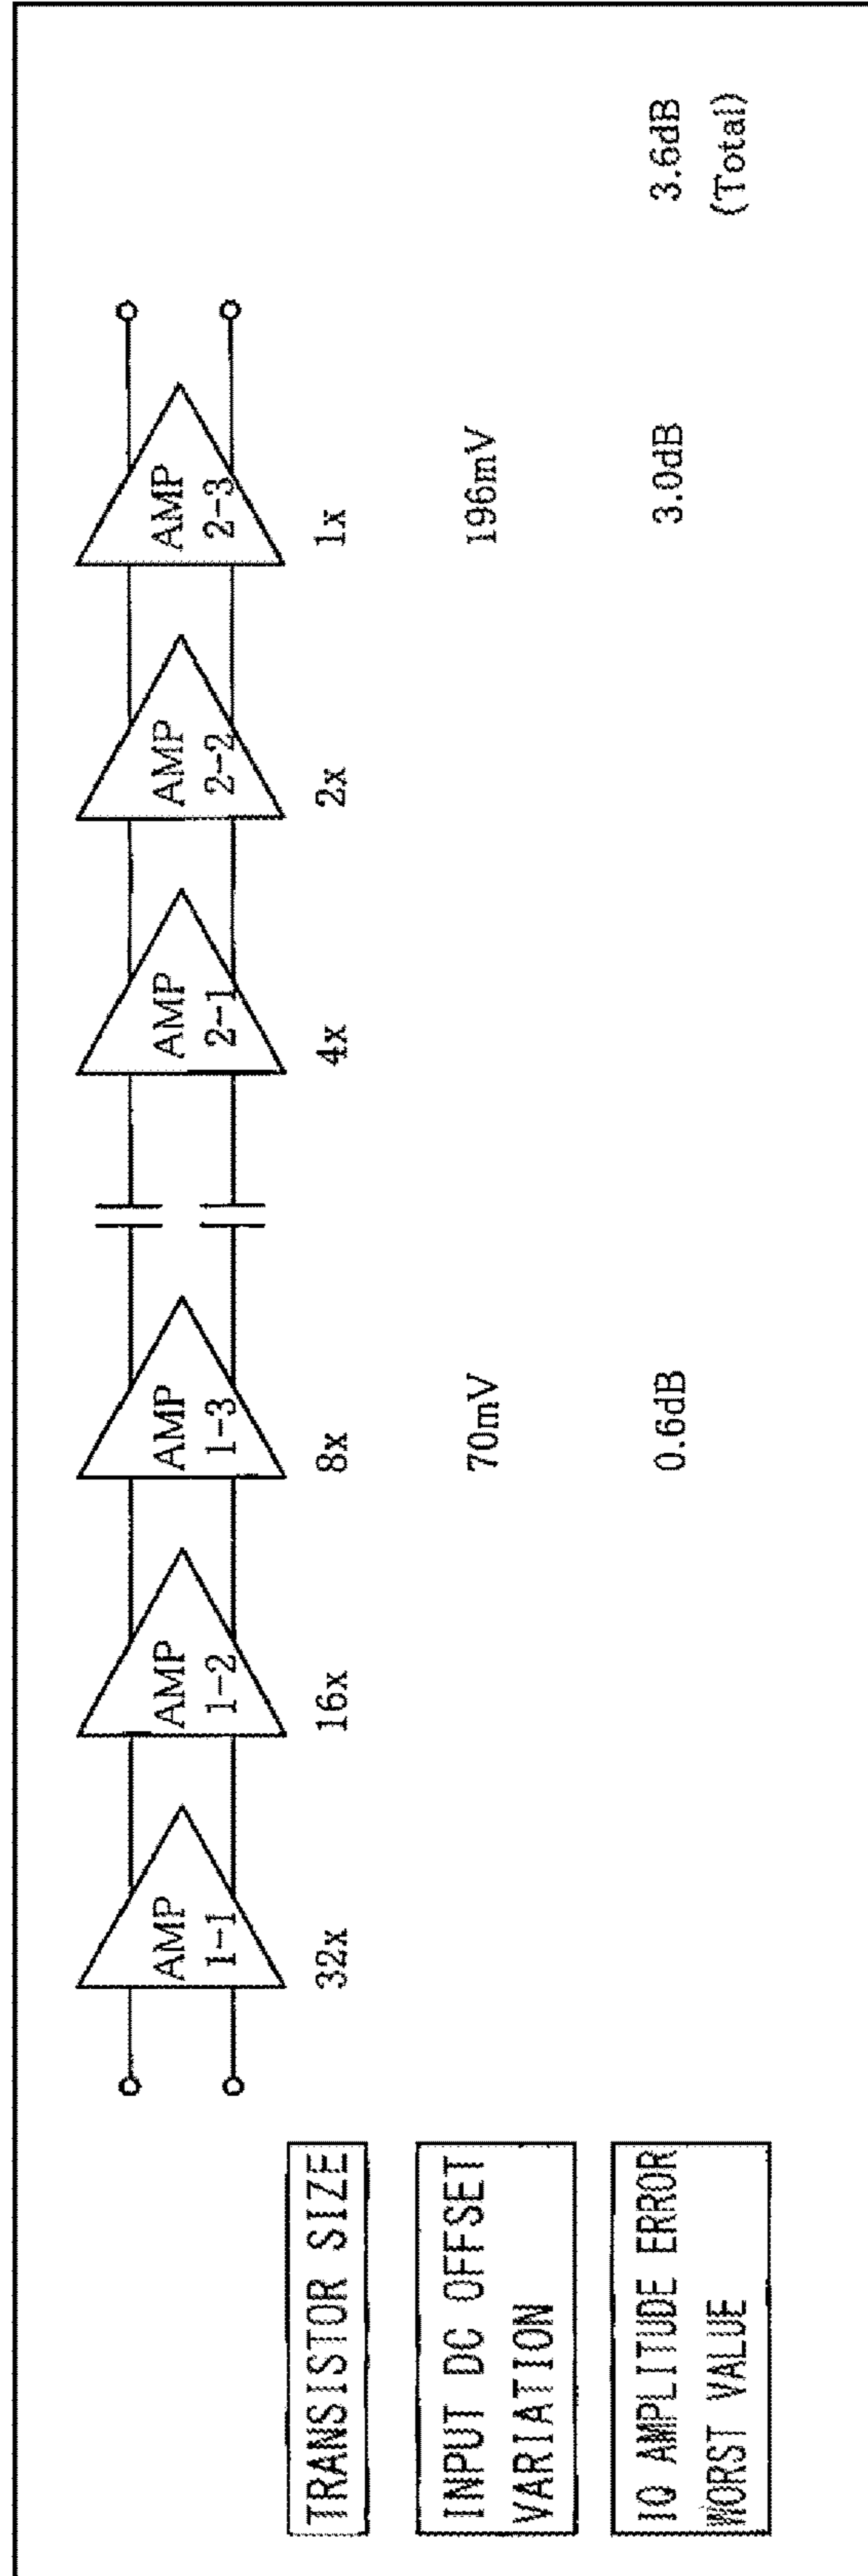 AMP
1-1
AMP
1-2
AMP
1-3
AMP
2-1
AMP
2-2
AMP
2-3
TRANSISTOR SIZE
32x
16x
8x
4x
2x
1x
INPUT DC OFFSET
VARIATION
70mV
196mV
IQ AMPLITUDE ERROR
WORST VALUE
0.6dB
3.0dB
3.6dB
(Total)